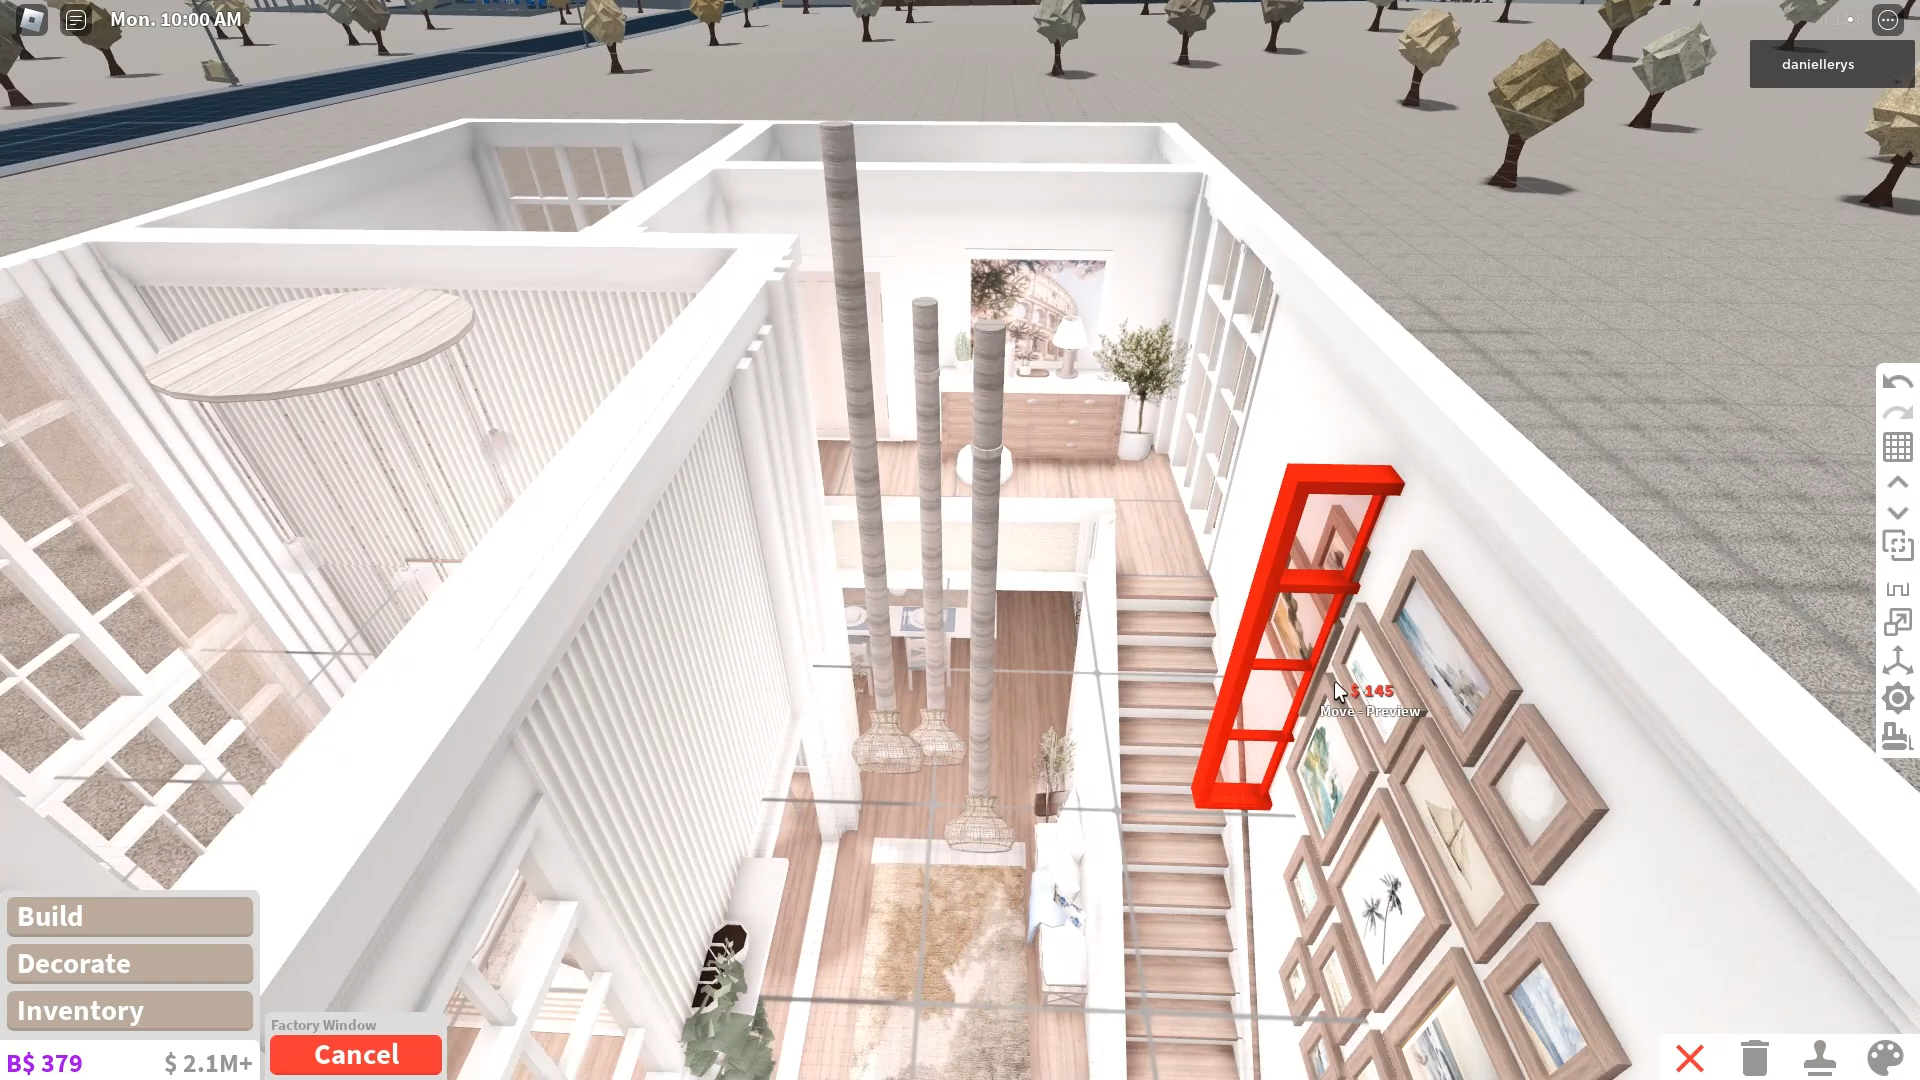 Mon. 10:00 AM
daniellerys
$ 145
Move - Preview
Build
Decorate
Inventory
Factory Window
Cancel
B$ 379
$ 2.1M+